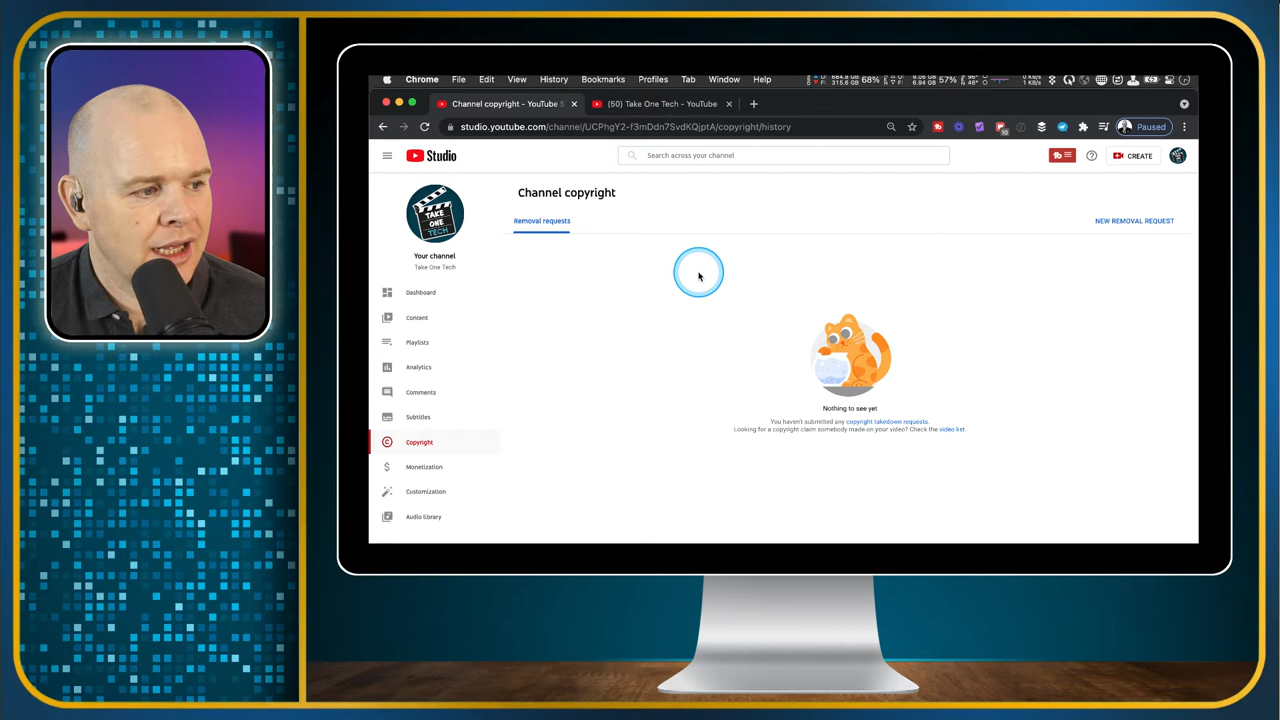 Chrome File Edit View History Bookmarks Profiles Tab Window Help
68% 57%
Channel copyright - YouTube S
(50) Take One Tech - YouTube
studio.youtube.com/channel/UCPhgY2-f3mDdn7SvdKQjptA/copyright/history
Paused
Studio
Search across your channel
CREATE
TAKE
ONE
TECH
Your channel
Take One Tech
Dashboard
Content
Playlists
Analytics
Comments
Subtitles
Copyright
Monetization
Customization
Audio library
Channel copyright
Removal requests
NEW REMOVAL REQUEST
Nothing to see yet
You haven't submitted any copyright takedown requests.
Looking for a copyright claim somebody made on your video? Check the video list.